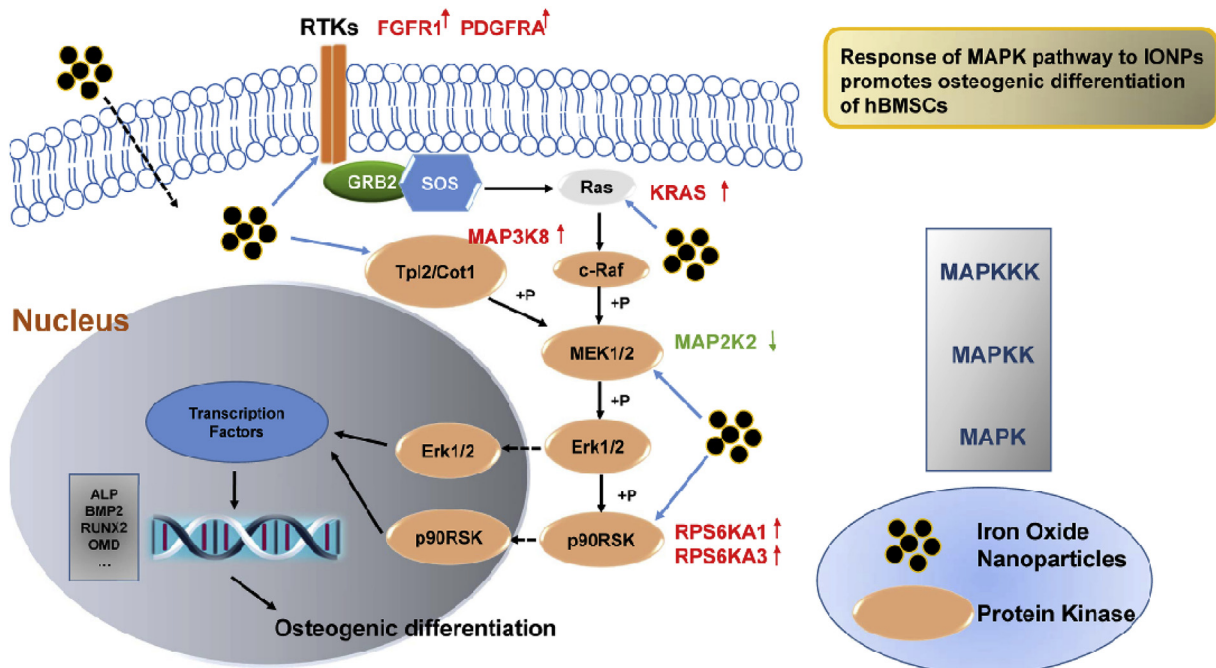 RTKs FGFR1↑ PDGFRA↑
Response of MAPK pathway to IONPs
promotes osteogenic differentiation
of hBMSCs
GRB2
SOS
Ras
KRAS ↑
MAP3K8 ↑
Tpl2/Cot1
c-Raf
MAPKKK
+P
+P
Nucleus
MEK1/2
MAP2K2 ↓
MAPKK
+P
Transcription
Factors
Erk1/2
Erk1/2
MAPK
+P
ALP
BMP2
RUNX2
OMD
...
p90RSK
p90RSK
RPS6KA1↑
RPS6KA3↑
Iron Oxide
Nanoparticles
Protein Kinase
Osteogenic differentiation